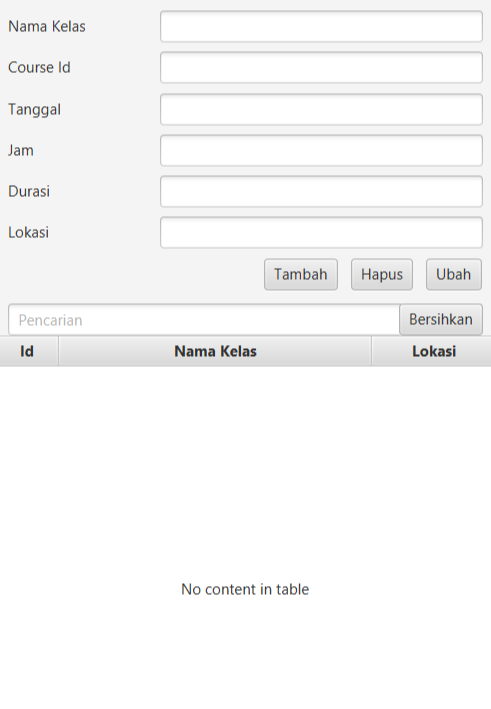 Nama Kelas
Course Id
Tanggal
Jam
Durasi
Lokasi
Tambah Hapus Ubah
Pencarian Bersihkan
Id Nama Kelas Lokasi
No content in table